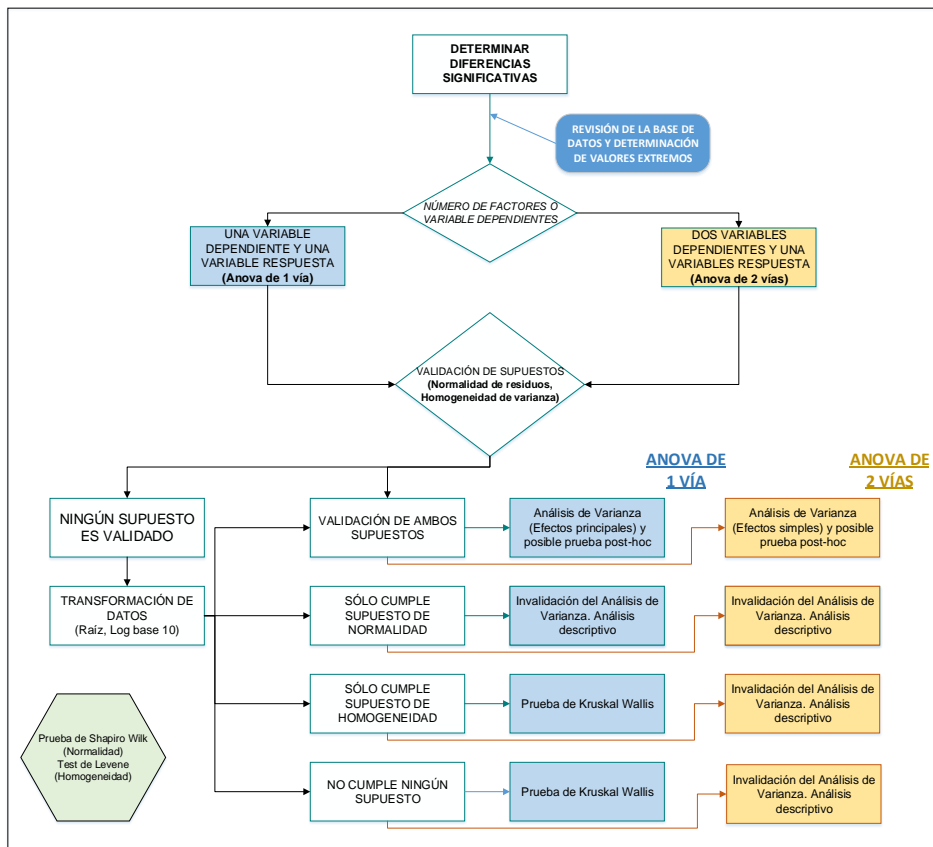 DETERMINAR
DIFERENCIAS
SIGNIFICATIVAS
REVISIÓN DE LA BASE DE
DATOS Y DETERMINACIÓN
DE VALORES EXTREMOS
NÚMERO DE FACTORES O
VARIABLE DEPENDIENTES
UNA VARIABLE
DEPENDIENTE Y UNA
VARIABLE RESPUESTA
(Anova de 1 vía)
DOS VARIABLES
DEPENDIENTES Y UNA
VARIABLES RESPUESTA
(Anova de 2 vías)
VALIDACIÓN DE SUPUESTOS
(Normalidad de residuos,
Homogeneidad de varianza)
ANOVA DE
1 VÍA
ANOVA DE
2 VÍAS
NINGÚN SUPUESTO
ES VALIDADO
VALIDACIÓN DE AMBOS
SUPUESTOS
Análisis de Varianza
(Efectos principales) y
posible prueba post-hoc
Análisis de Varianza
(Efectos simples) y posible
prueba post-hoc
TRANSFORMACIÓN DE
DATOS
(Raíz, Log base 10)
SÓLO CUMPLE
SUPUESTO DE
NORMALIDAD
Invalidación del Análisis de
Varianza. Análisis
descriptivo
Invalidación del Análisis de
Varianza. Análisis
descriptivo
SÓLO CUMPLE
SUPUESTO DE
HOMOGENEIDAD
Prueba de Kruskal Wallis
Invalidación del Análisis de
Varianza. Análisis
descriptivo
Prueba de Shapiro Wilk
(Normalidad)
Test de Levene
(Homogeneidad)
NO CUMPLE NINGÚN
SUPUESTO
Prueba de Kruskal Wallis
Invalidación del Análisis de
Varianza. Análisis
descriptivo